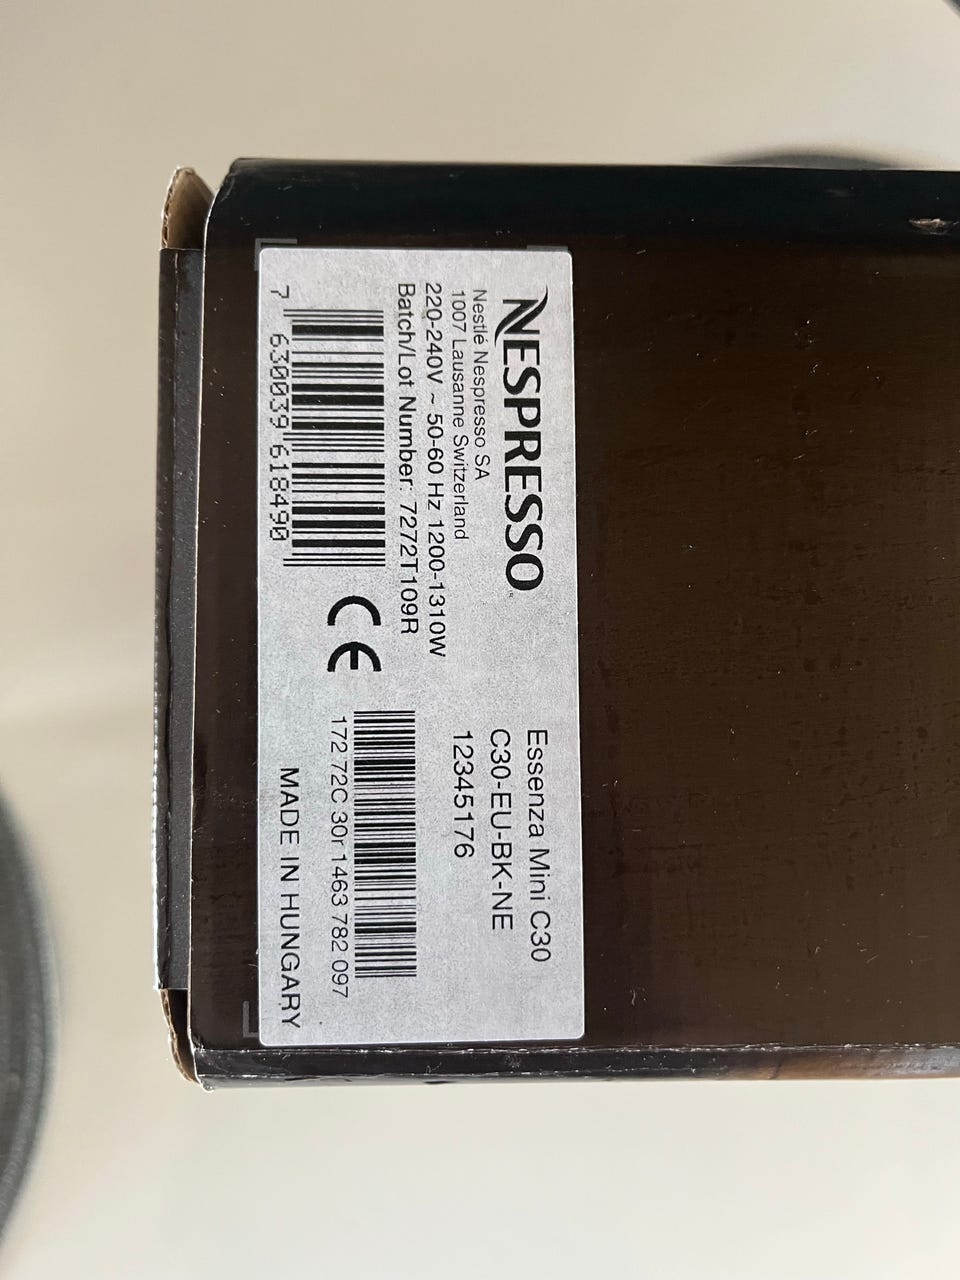 NESPRESSO
Nestlé Nespresso SA
1007 Lausanne Switzerland
220-240V ~ 50-60 Hz 1200-1310W
Batch/Lot Number: 7272T109R
7 630039 618490
CE
Essenza Mini C30
C30-EU-BK-NE
12345176
172 72C 30r 1463 782 097
MADE IN HUNGARY